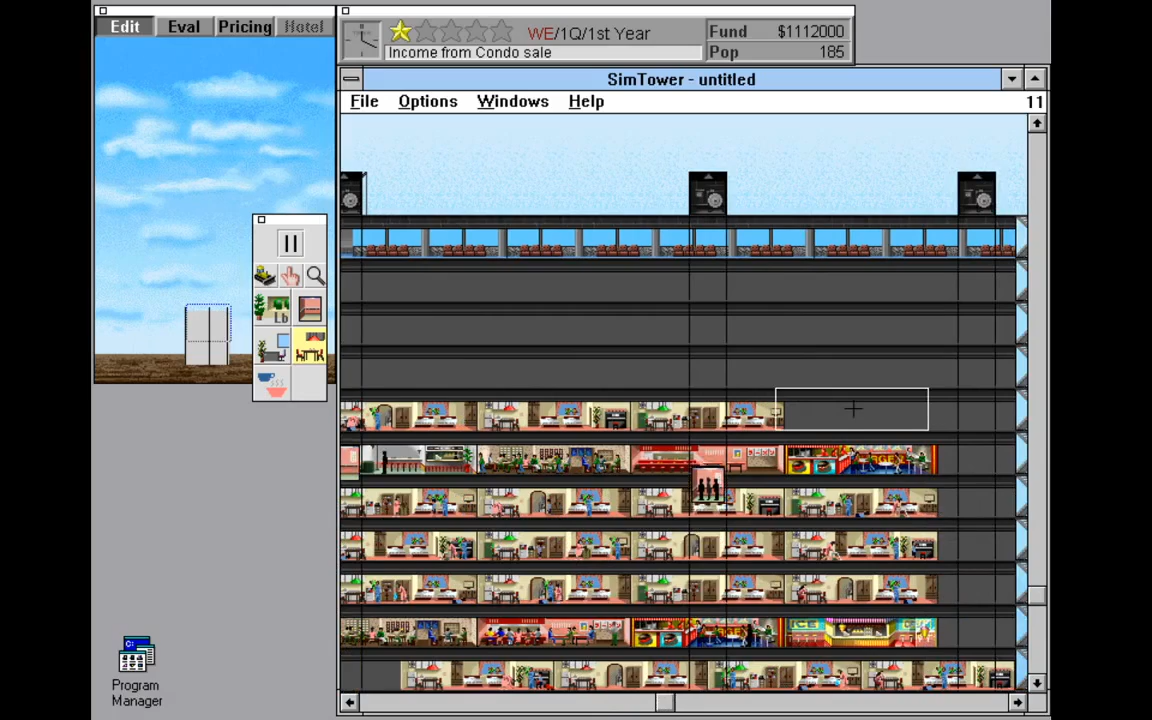 Edit Eval Pricing Hotel
WE/1Q/1st Year
Income from Condo sale
Fund $1112000
Pop 185
SimTower - untitled
File Options Windows Help
11
Lb
C:\
Program
Manager